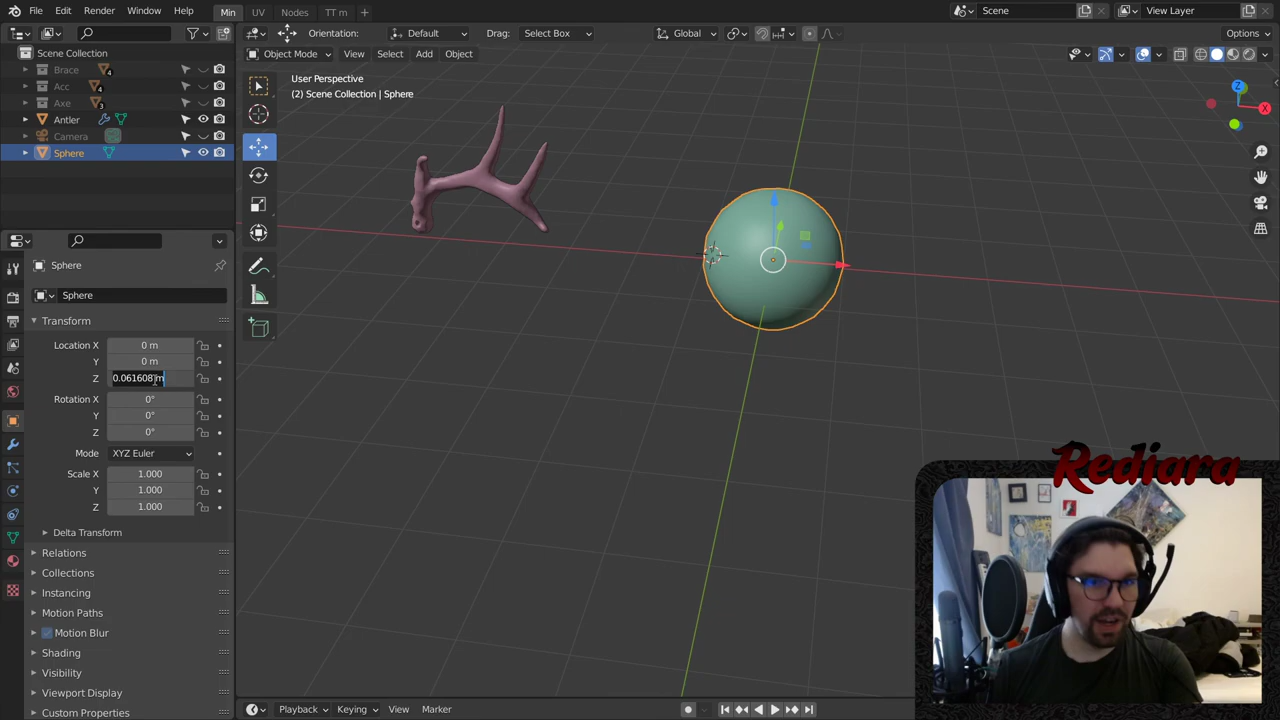 File Edit Render Window Help Min UV Nodes TT m + Scene View Layer
Orientation: Default Drag: Select Box Global Options
Object Mode View Select Add Object
Scene Collection
Brace 4
Acc 4
Axe 3
Antler
Camera
Sphere
User Perspective
(2) Scene Collection | Sphere
Z
X
Sphere
Sphere
Transform
Location X 0 m
Y 0 m
Z 0.061608 m
Rotation X 0°
Y 0°
Z 0°
Mode XYZ Euler
Scale X 1.000
Y 1.000
Z 1.000
Delta Transform
Relations
Collections
Instancing
Motion Paths
Motion Blur
Shading
Visibility
Viewport Display
Custom Properties
Rediara
Playback Keying View Marker